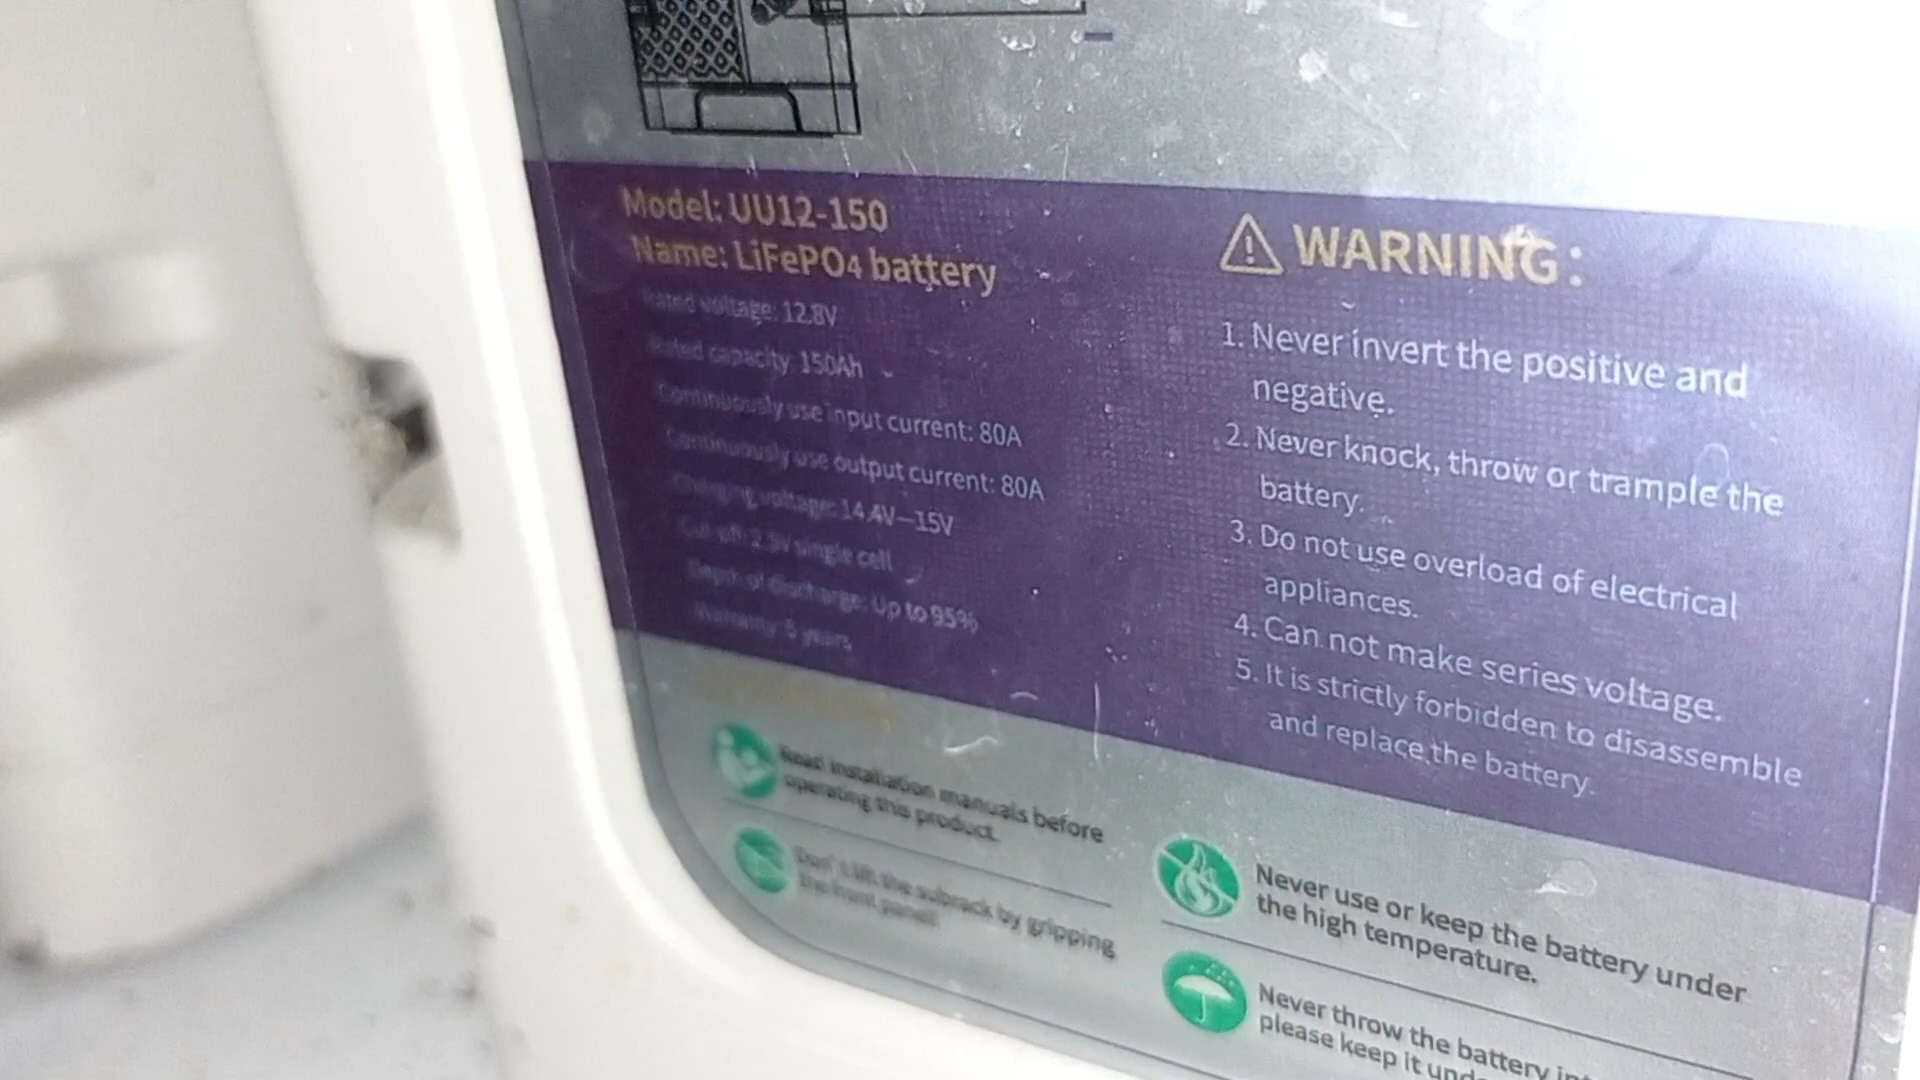 Model: UU12-150
Name: LiFePO4 battery
Rated voltage: 12.8V
Rated capacity: 150Ah
Continuously use input current: 80A
Continuously use output current: 80A
Charging voltage: 14.4V—15V
Cut off: 2.5V single cell
Depth of discharge: Up to 95%
Warranty: 5 years
WARNING:
1. Never invert the positive and
negative.
2. Never knock, throw or trample the
battery.
3. Do not use overload of electrical
appliances.
4. Can not make series voltage.
5. It is strictly forbidden to disassemble
and replace the battery.
Read installation manuals before
operating this product.
Don't lift the subrack by gripping
the front panel
Never use or keep the battery under
the high temperature.
Never throw the battery
please keep it